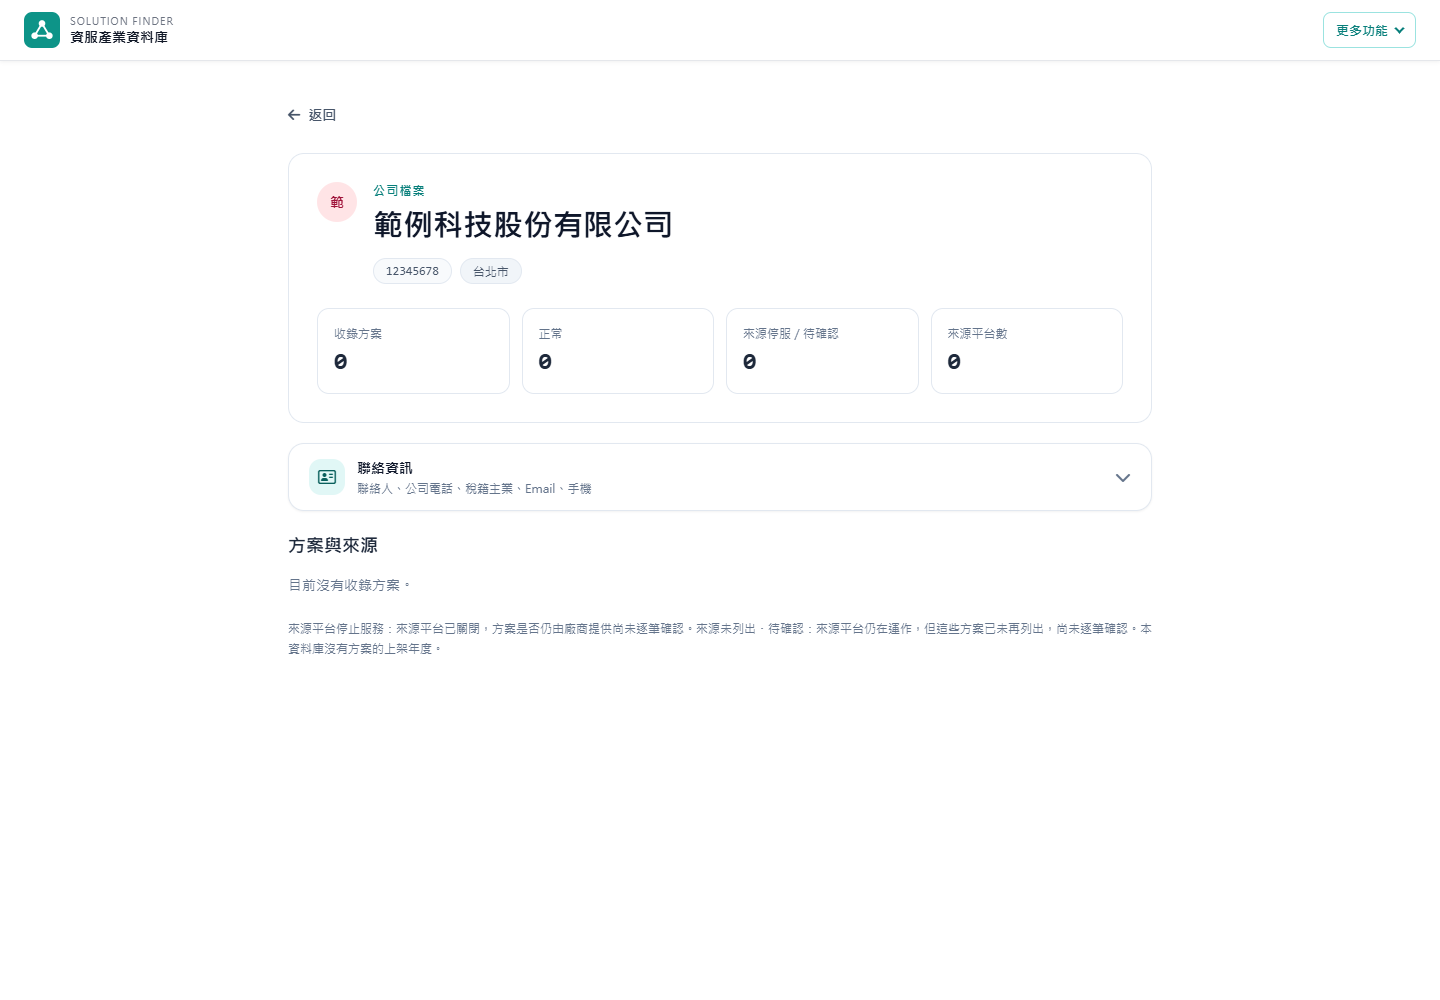 SOLUTION FINDER
資服產業資料庫
更多功能
返回
範
公司檔案
範例科技股份有限公司
12345678
台北市
收錄方案
0
正常
0
來源停服 / 待確認
0
來源平台數
0
聯絡資訊
聯絡人、公司電話、稅籍主業、Email、手機
方案與來源
目前沒有收錄方案。
來源平台停止服務：來源平台已關閉，方案是否仍由廠商提供尚未逐筆確認。來源未列出 · 待確認：來源平台仍在運作，但這些方案已未再列出，尚未逐筆確認。本
資料庫沒有方案的上架年度。